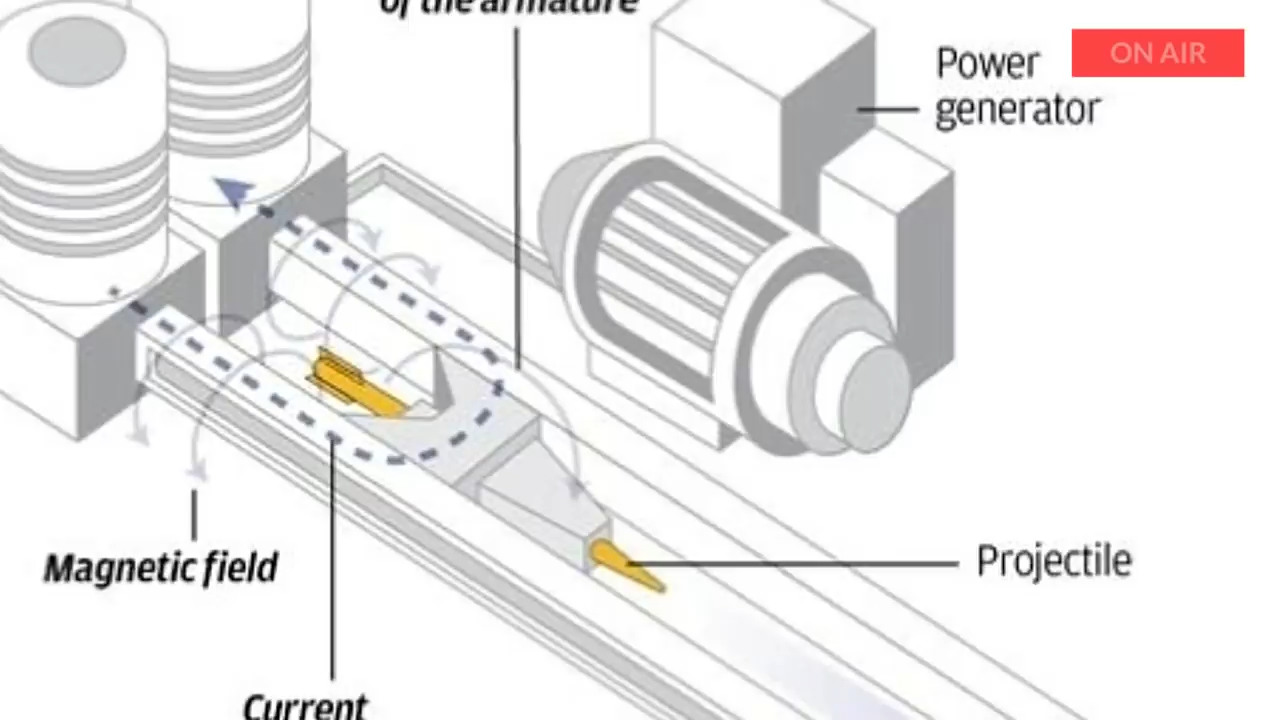 of the armature
Power
generator
ON AIR
Magnetic field
Projectile
Current